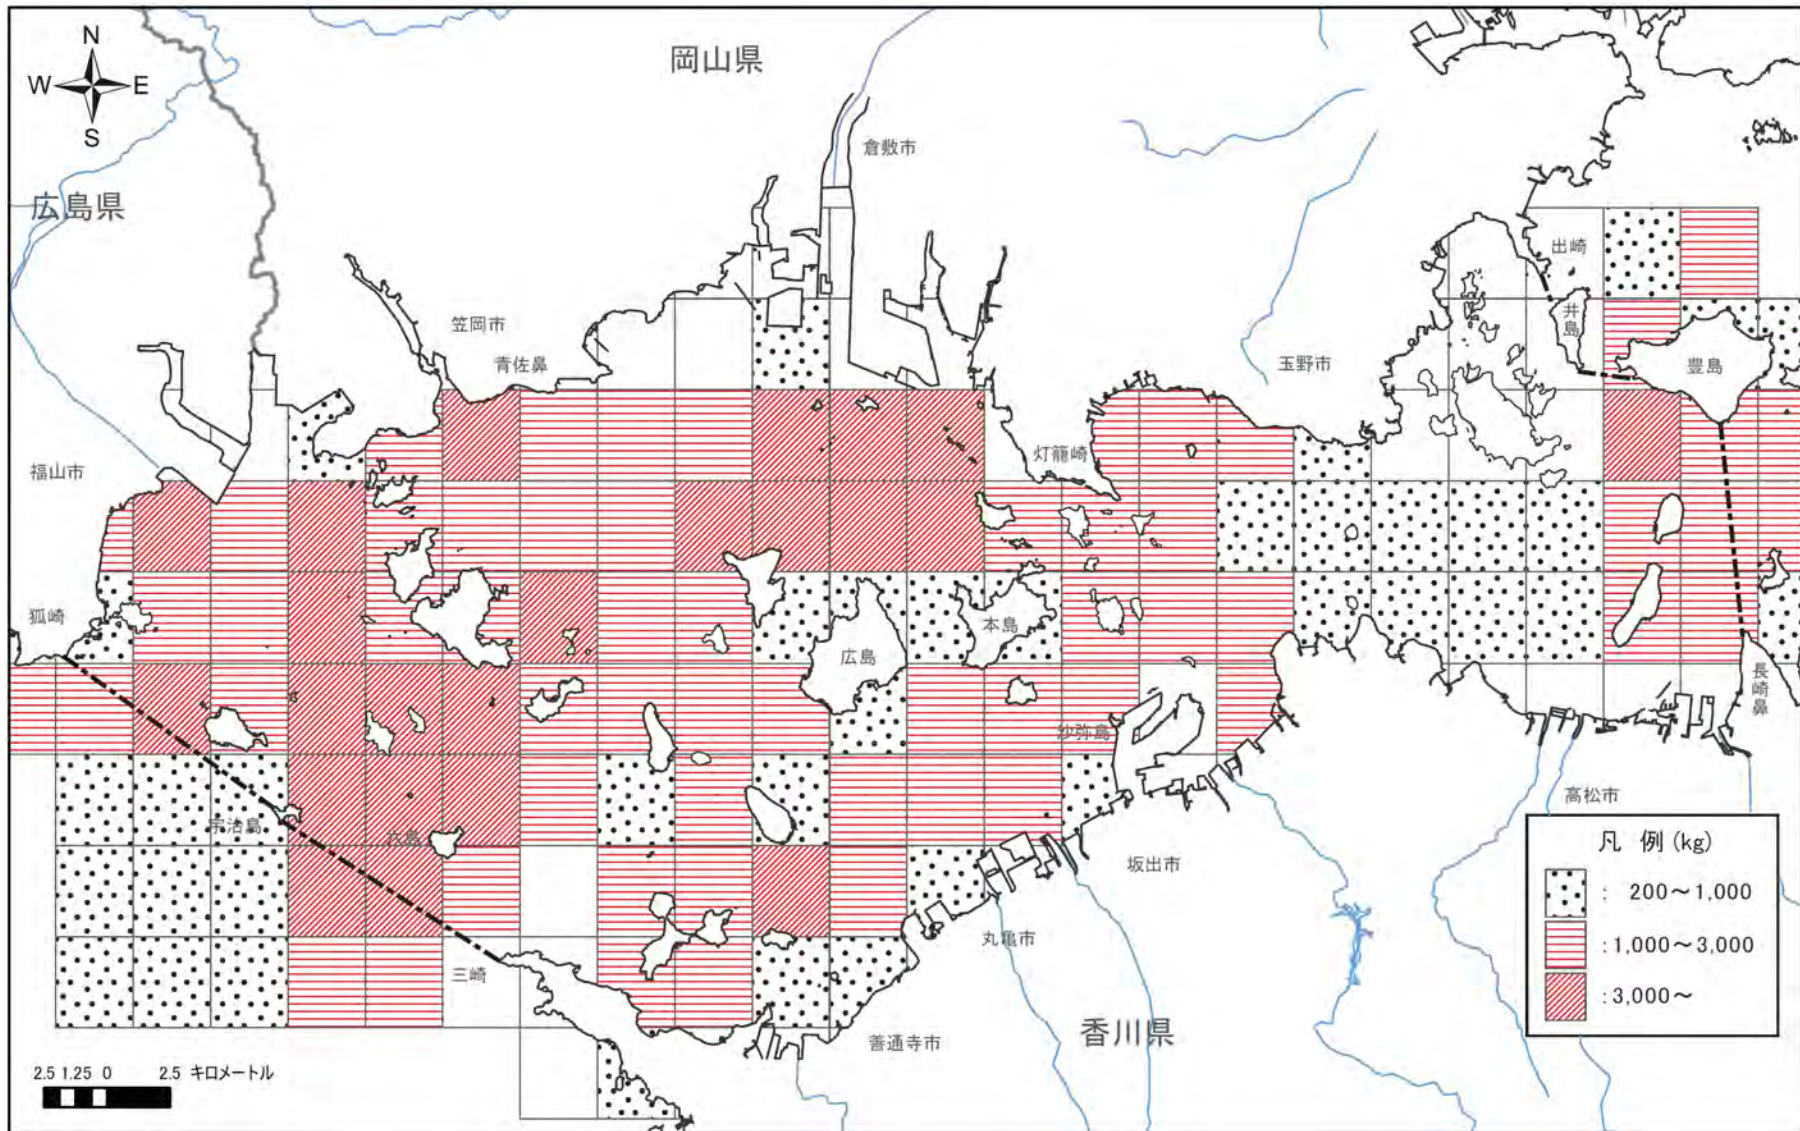 N
W
E
S
岡山県
倉敷市
広島県
出崎
笠岡市
井島
青佐鼻
玉野市
豊島
灯籠崎
福山市
狐崎
本島
広島
沙弥島
長崎鼻
高松市
宇治島
六島
坂出市
丸亀市
三崎
善通寺市
香川県
凡 例 (kg)
: 200～1,000
:1,000～3,000
:3,000～
2.5 1.25 0 2.5 キロメートル